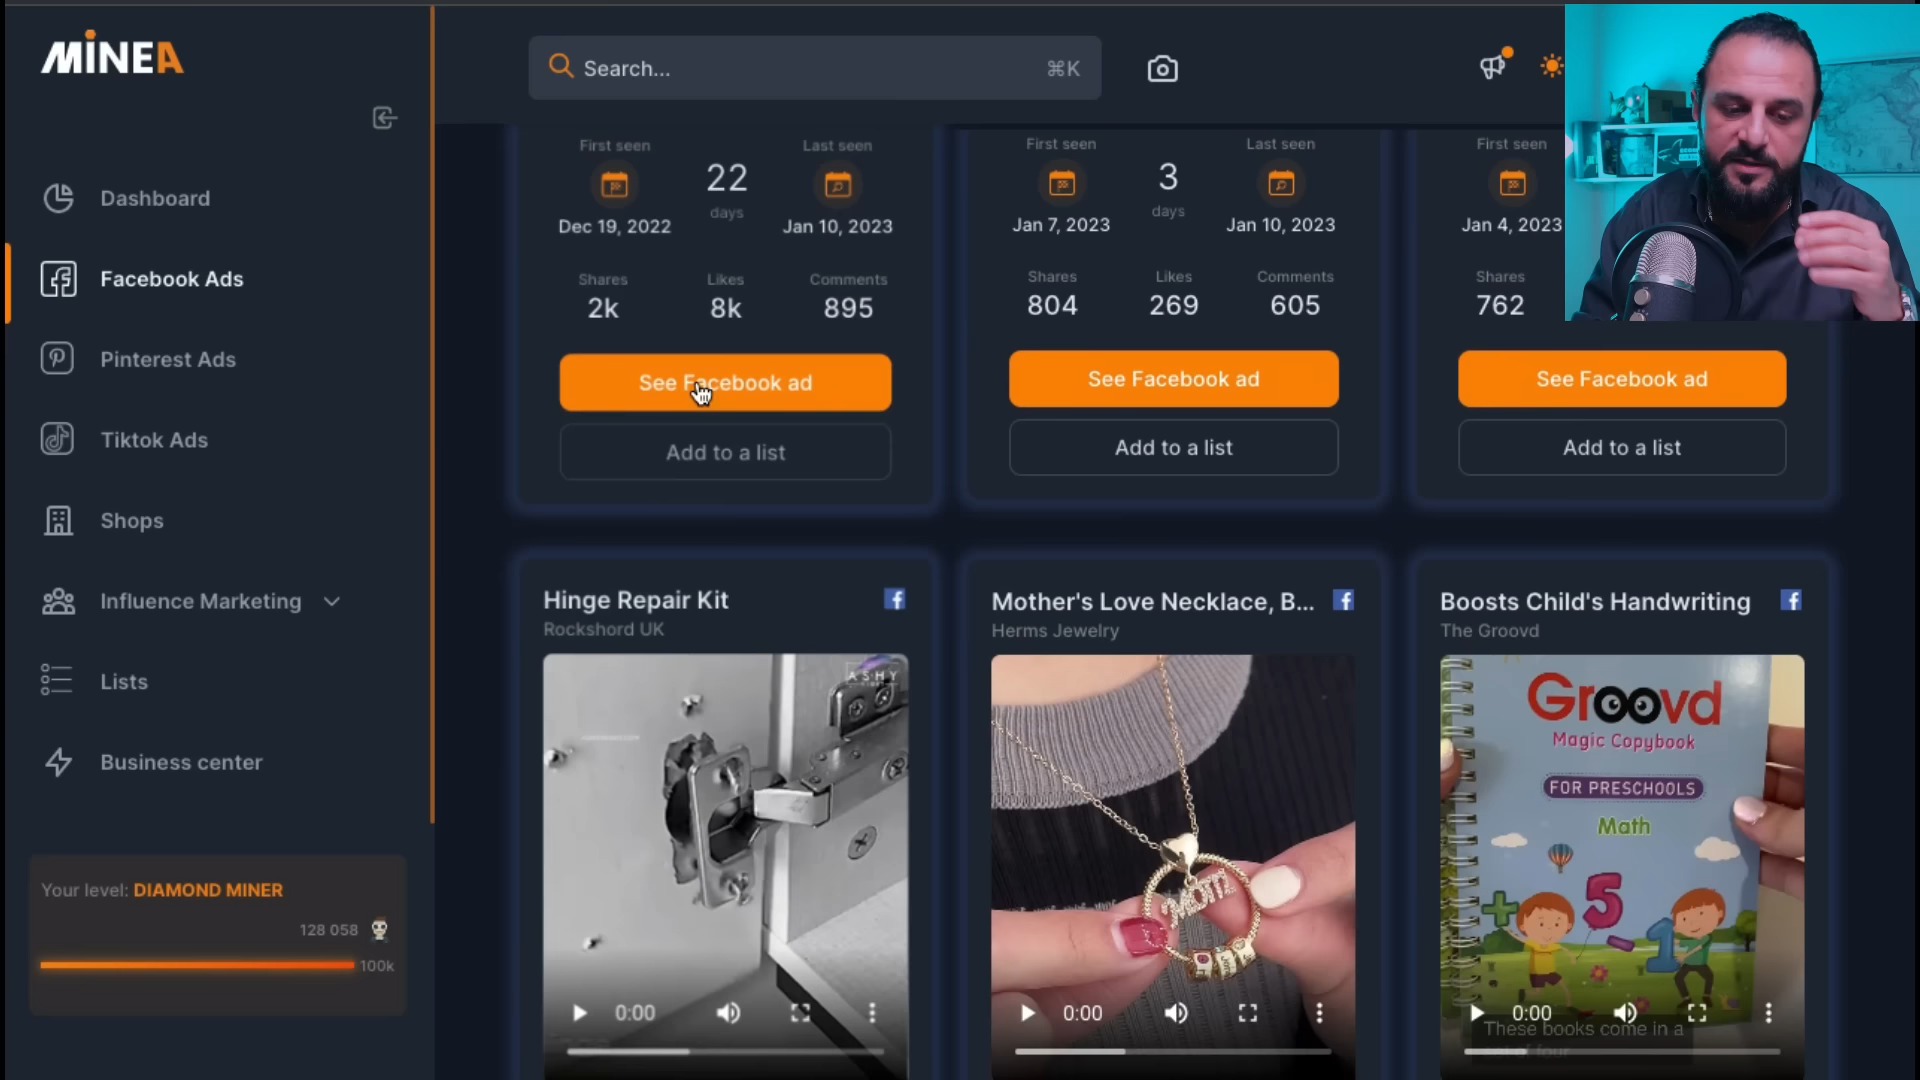 MINEA
Search...
⌘K
Dashboard
Facebook Ads
Pinterest Ads
Tiktok Ads
Shops
Influence Marketing
Lists
Business center
Your level: DIAMOND MINER
128 058
100k
First seen
22
days
Last seen
Dec 19, 2022
Jan 10, 2023
Shares
Likes
Comments
2k
8k
895
See Facebook ad
Add to a list
First seen
3
days
Last seen
Jan 7, 2023
Jan 10, 2023
Shares
Likes
Comments
804
269
605
See Facebook ad
Add to a list
First seen
Jan 4, 2023
Shares
762
See Facebook ad
Add to a list
Hinge Repair Kit
Rockshord UK
ASHY
0:00
Mother's Love Necklace, B...
Herms Jewelry
MOM
0:00
Boosts Child's Handwriting
The Groovd
Groovd
Magic Copybook
FOR PRESCHOOLS
Math
+ 5 - 1
0:00
These books come in a
set of four